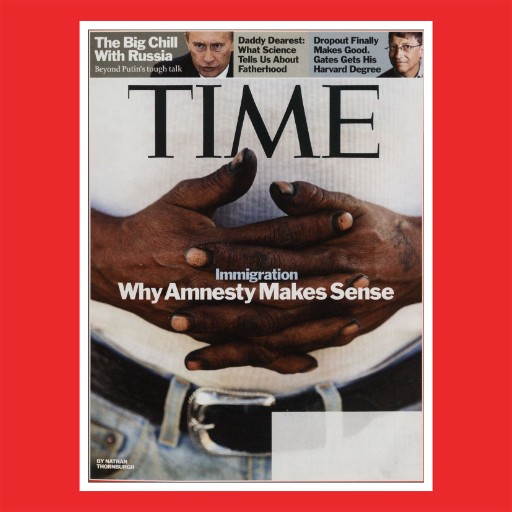 The Big Chill
With Russia
Beyond Putin's tough talk
Daddy Dearest:
What Science
Tells Us About
Fatherhood
Dropout Finally
Makes Good.
Gates Gets His
Harvard Degree
TIME
Immigration
Why Amnesty Makes Sense
BY NATHAN
THORNBURGH